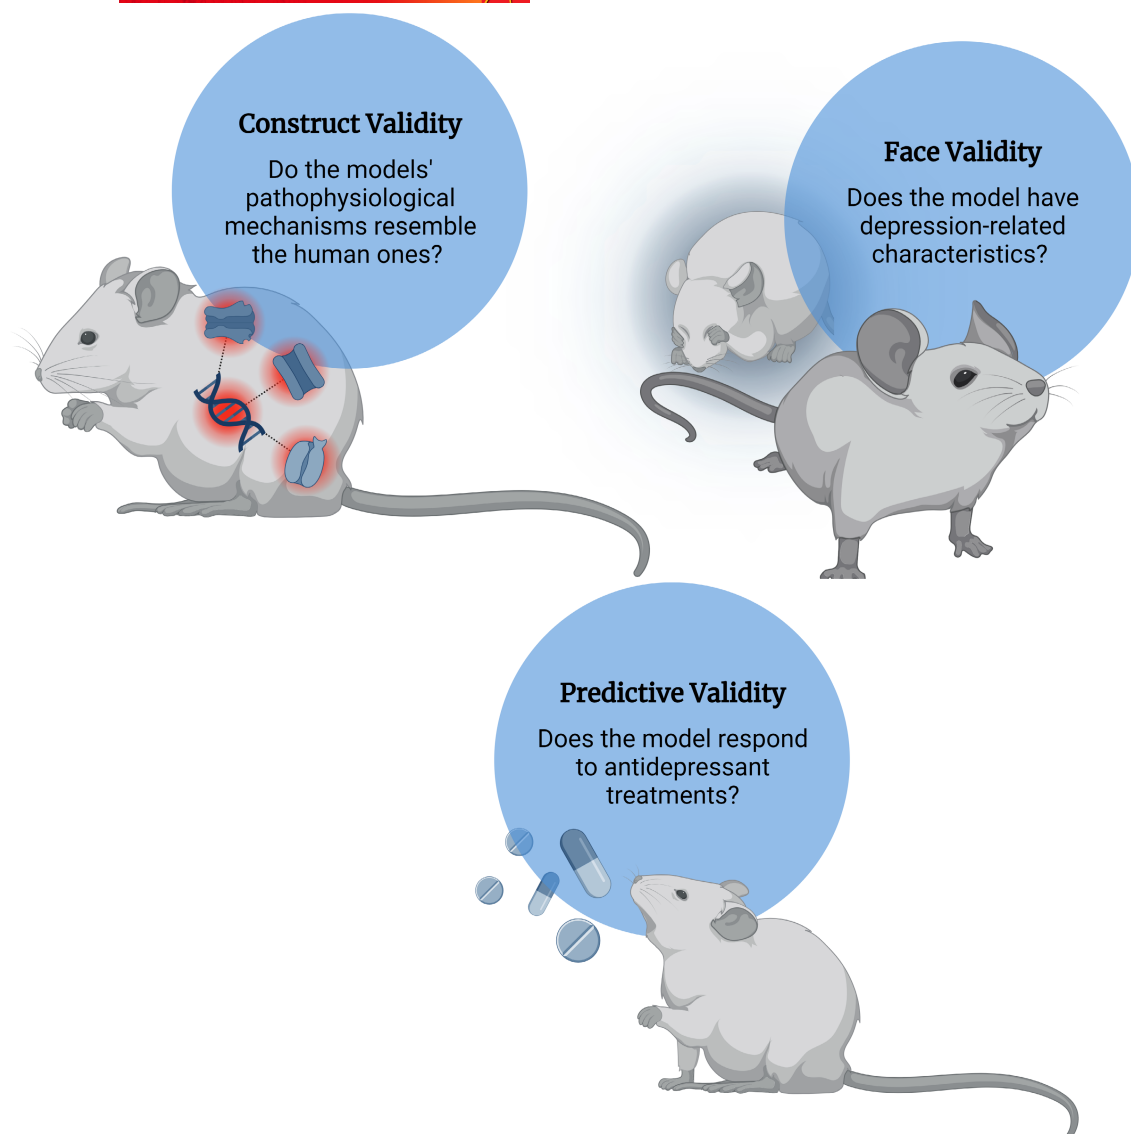 Construct Validity
Do the models'
pathophysiological
mechanisms resemble
the human ones?
Face Validity
Does the model have
depression-related
characteristics?
Predictive Validity
Does the model respond
to antidepressant
treatments?